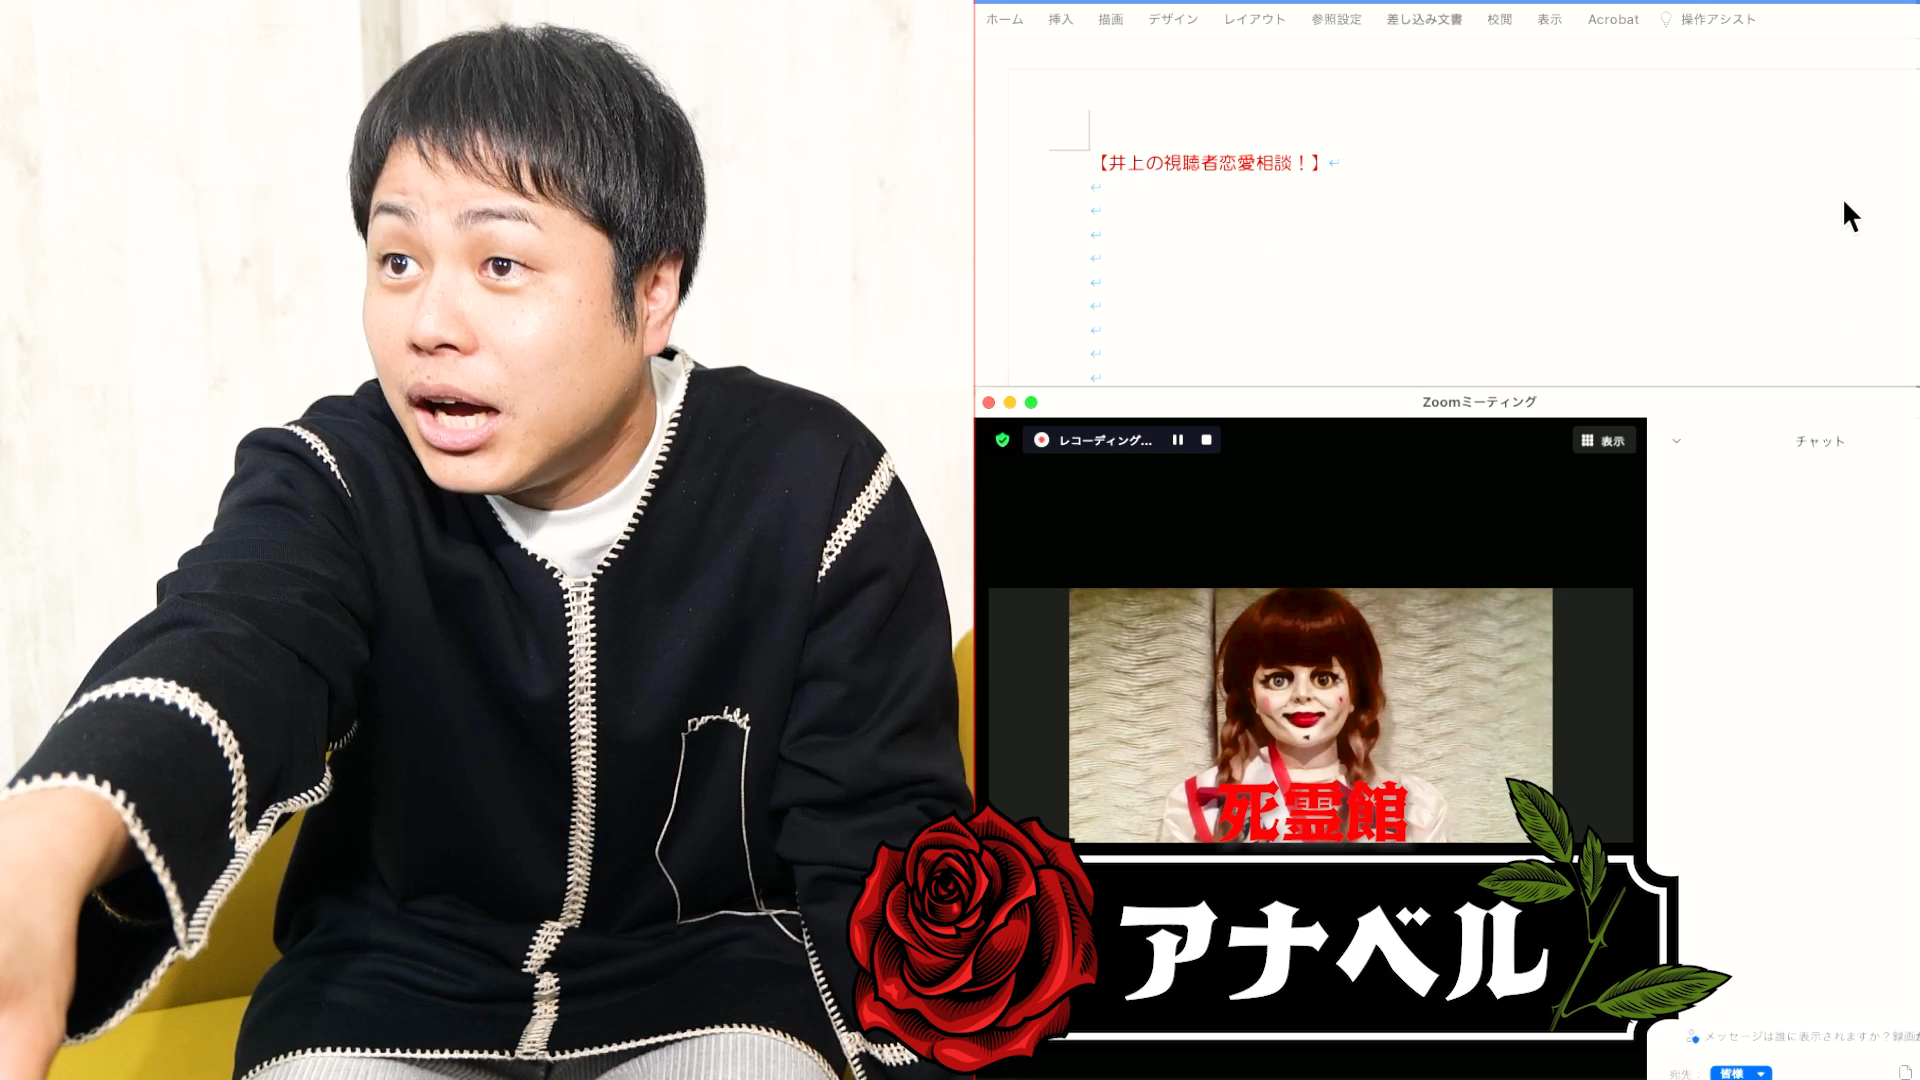 ホーム 挿入 描画 デザイン レイアウト 参照設定 差し込み文書 校閲 表示 Acrobat 操作アシスト
【井上の視聴者恋愛相談！】
Zoomミーティング
レコーディング... 表示 チャット
死霊館
アナベル
メッセージは誰に表示されますか？録画が
宛先： 皆様